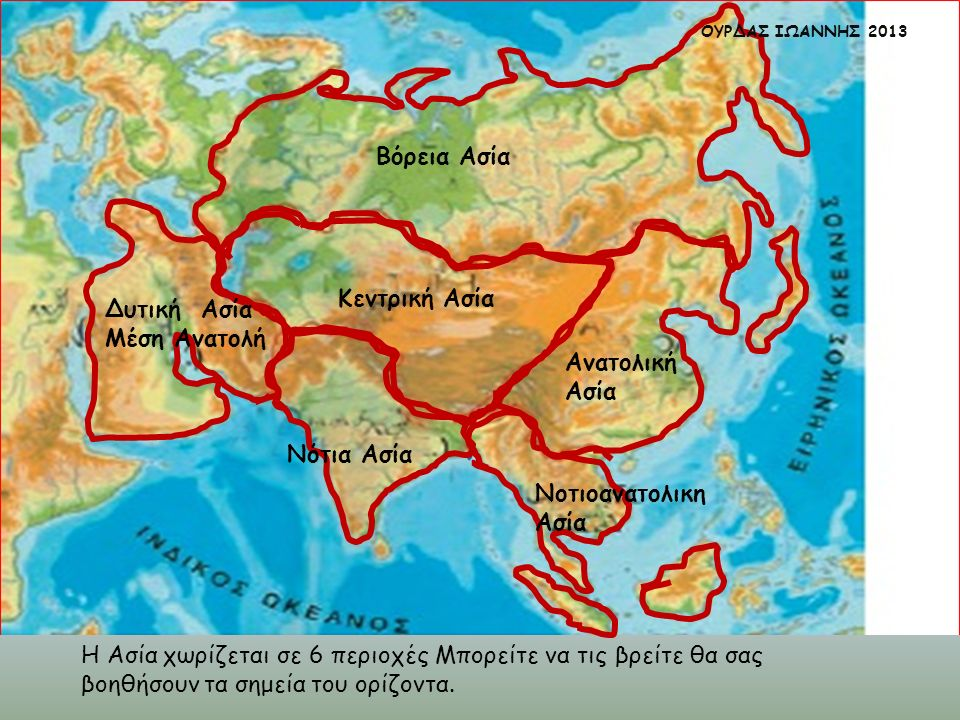 ΟΥΡΔΑΣ ΙΩΑΝΝΗΣ 2013
Βόρεια Ασία
Κεντρική Ασία
Δυτική Ασία
Μέση Ανατολή
Ανατολική
Ασία
Νότια Ασία
Νοτιοανατολικη
Ασία
ΕΙΡΗΝΙΚΟΣ ΩΚΕΑΝΟΣ
ΙΝΔΙΚΟΣ ΩΚΕΑΝΟΣ
Η Ασία χωρίζεται σε 6 περιοχές Μπορείτε να τις βρείτε θα σας
βοηθήσουν τα σημεία του ορίζοντα.